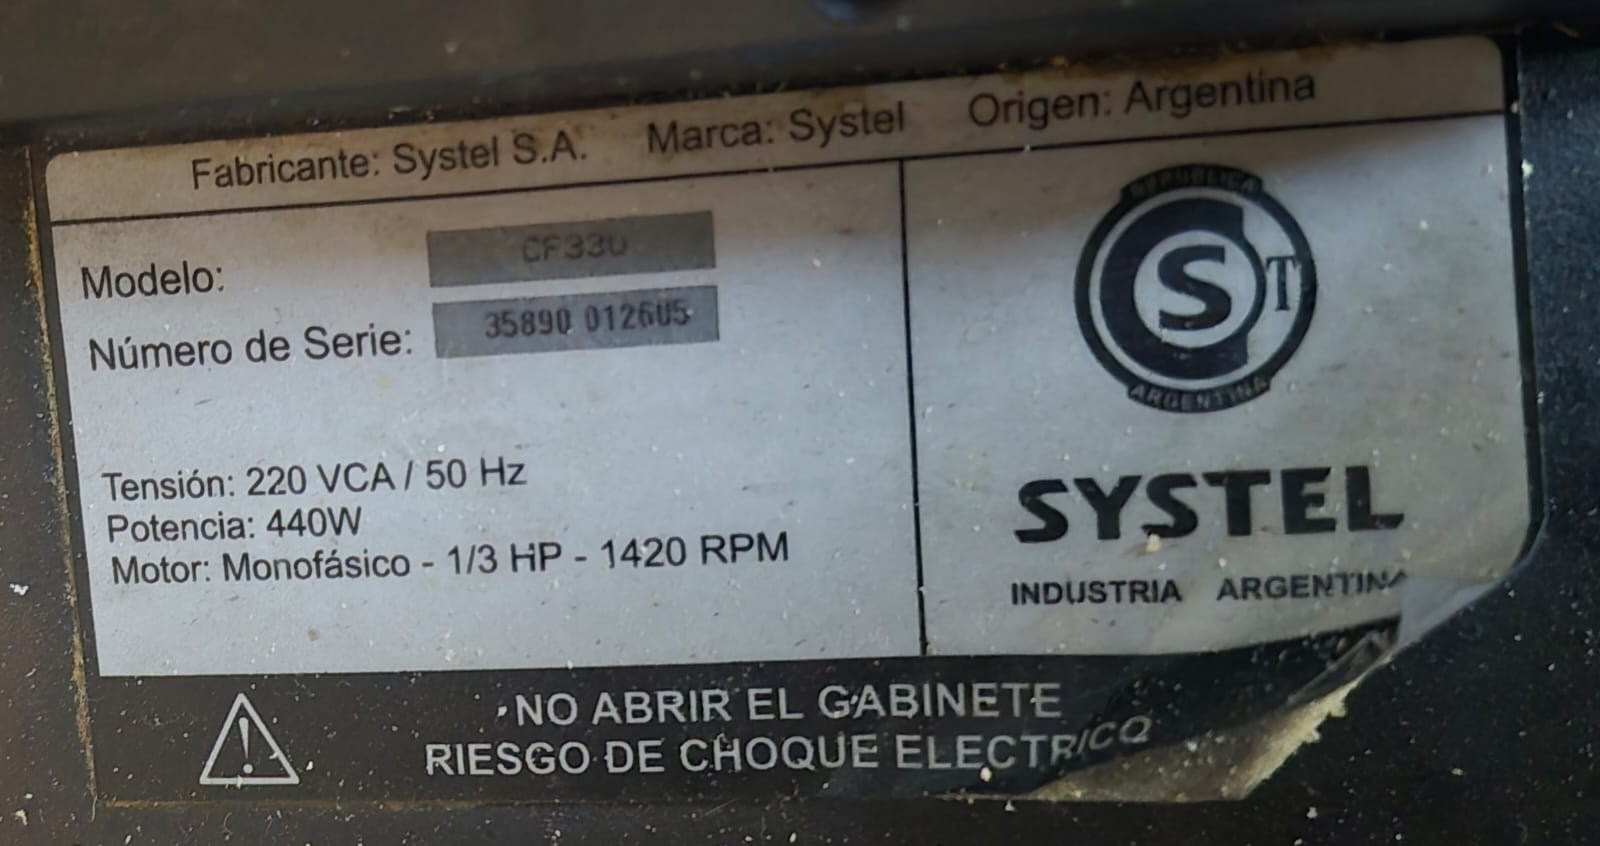 Fabricante: Systel S.A. Marca: Systel Origen: Argentina
Modelo: CF330
Número de Serie: 35890 012605
Tensión: 220 VCA / 50 Hz
Potencia: 440W
Motor: Monofásico - 1/3 HP - 1420 RPM
REPUBLICA
S T
ARGENTINA
SYSTEL
INDUSTRIA ARGENTINA
NO ABRIR EL GABINETE
RIESGO DE CHOQUE ELECTRICO